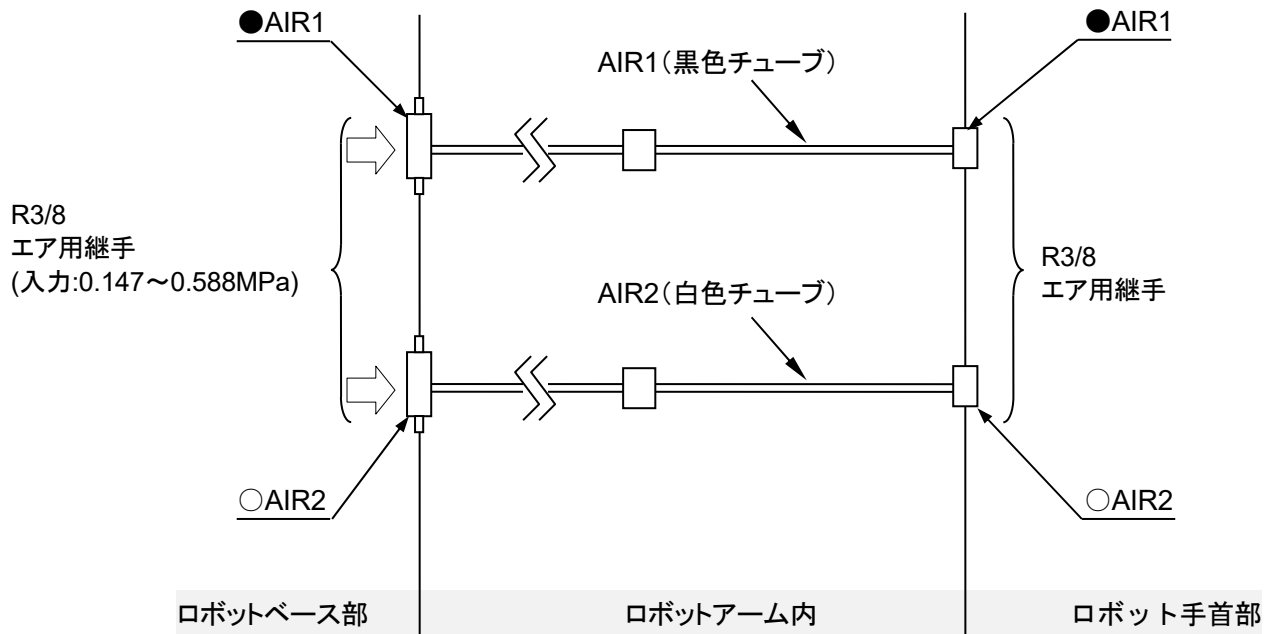 ●AIR1
●AIR1
AIR1(黒色チューブ)
R3/8
エア用継手
(入力:0.147~0.588MPa)
R3/8
エア用継手
AIR2(白色チューブ)
○AIR2
○AIR2
ロボットベース部
ロボットアーム内
ロボット手首部